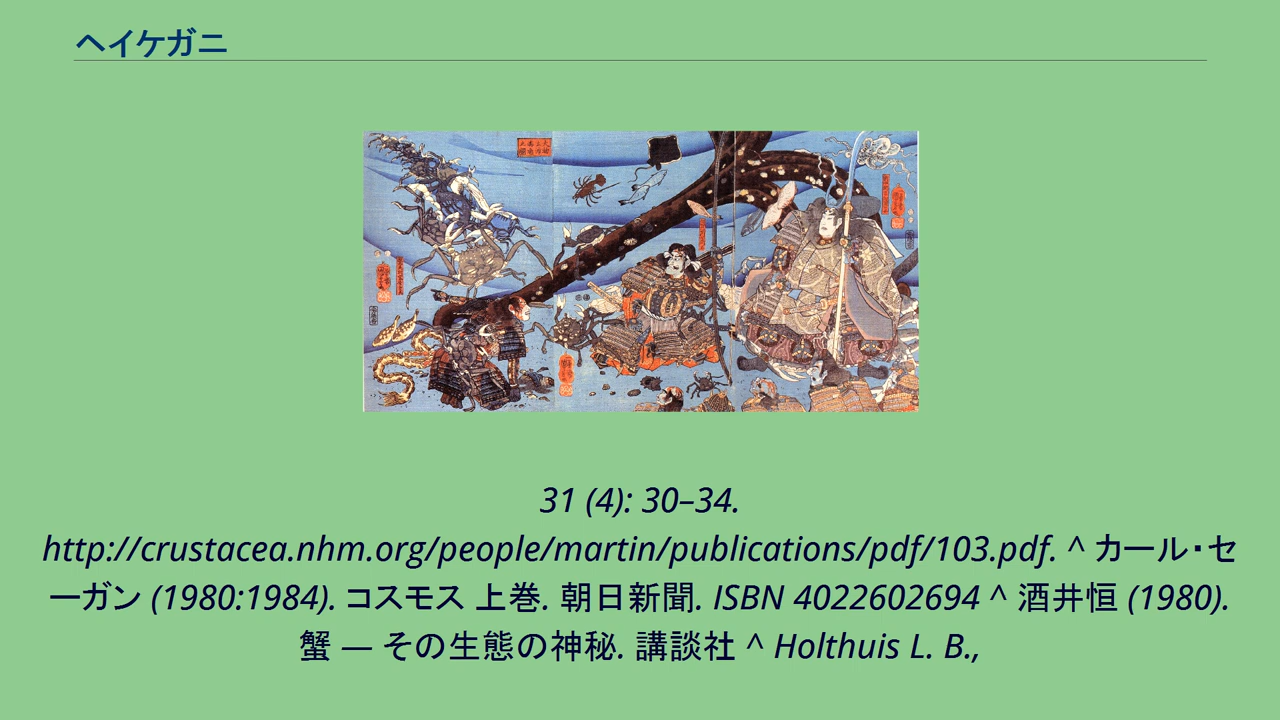 ヘイケガニ
31 (4): 30–34.
http://crustacea.nhm.org/people/martin/publications/pdf/103.pdf. ^ カール・セ
ーガン (1980:1984). コスモス 上巻. 朝日新聞. ISBN 4022602694 ^ 酒井恒 (1980).
蟹 — その生態の神秘. 講談社 ^ Holthuis L. B.,